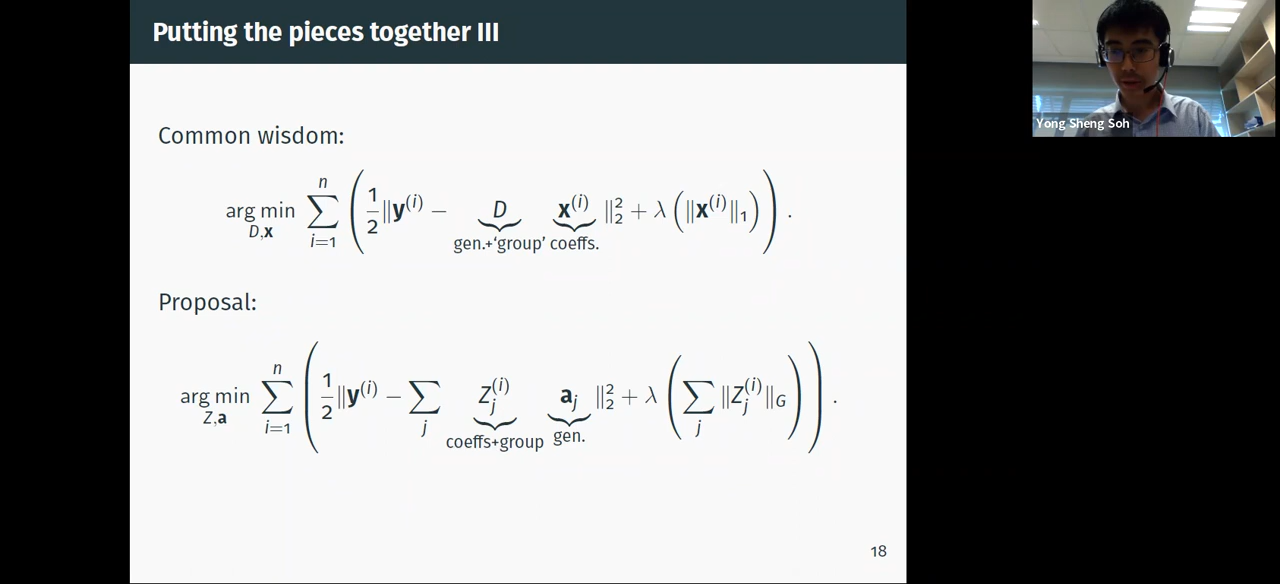 Putting the pieces together III
Yong Sheng Soh
Common wisdom:
arg min_{D,𝐱} ∑_{i=1}^{n} ( 1/2 ‖𝐲^{(i)} − D 𝐱^{(i)} ‖_2^2 + λ ( ‖𝐱^{(i)}‖_1 ) ) .
gen.+‘group’ coeffs.
Proposal:
arg min_{Z,𝐚} ∑_{i=1}^{n} ( 1/2 ‖𝐲^{(i)} − ∑_j Z_j^{(i)} 𝐚_j ‖_2^2 + λ ( ∑_j ‖Z_j^{(i)}‖_G ) ) .
coeffs+group gen.
18